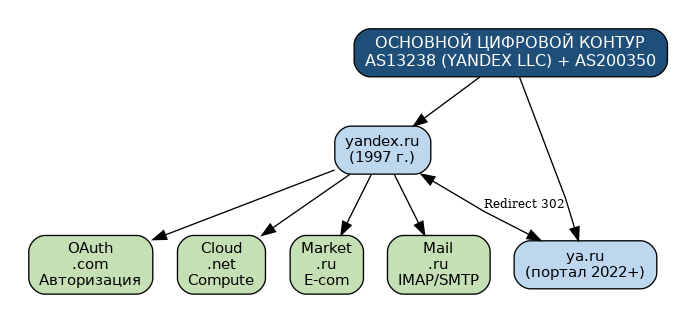 ОСНОВНОЙ ЦИФРОВОЙ КОНТУР
AS13238 (YANDEX LLC) + AS200350
yandex.ru
(1997 г.)
Redirect 302
OAuth
.com
Авторизация
Cloud
.net
Compute
Market
.ru
E-com
Mail
.ru
IMAP/SMTP
ya.ru
(портал 2022+)